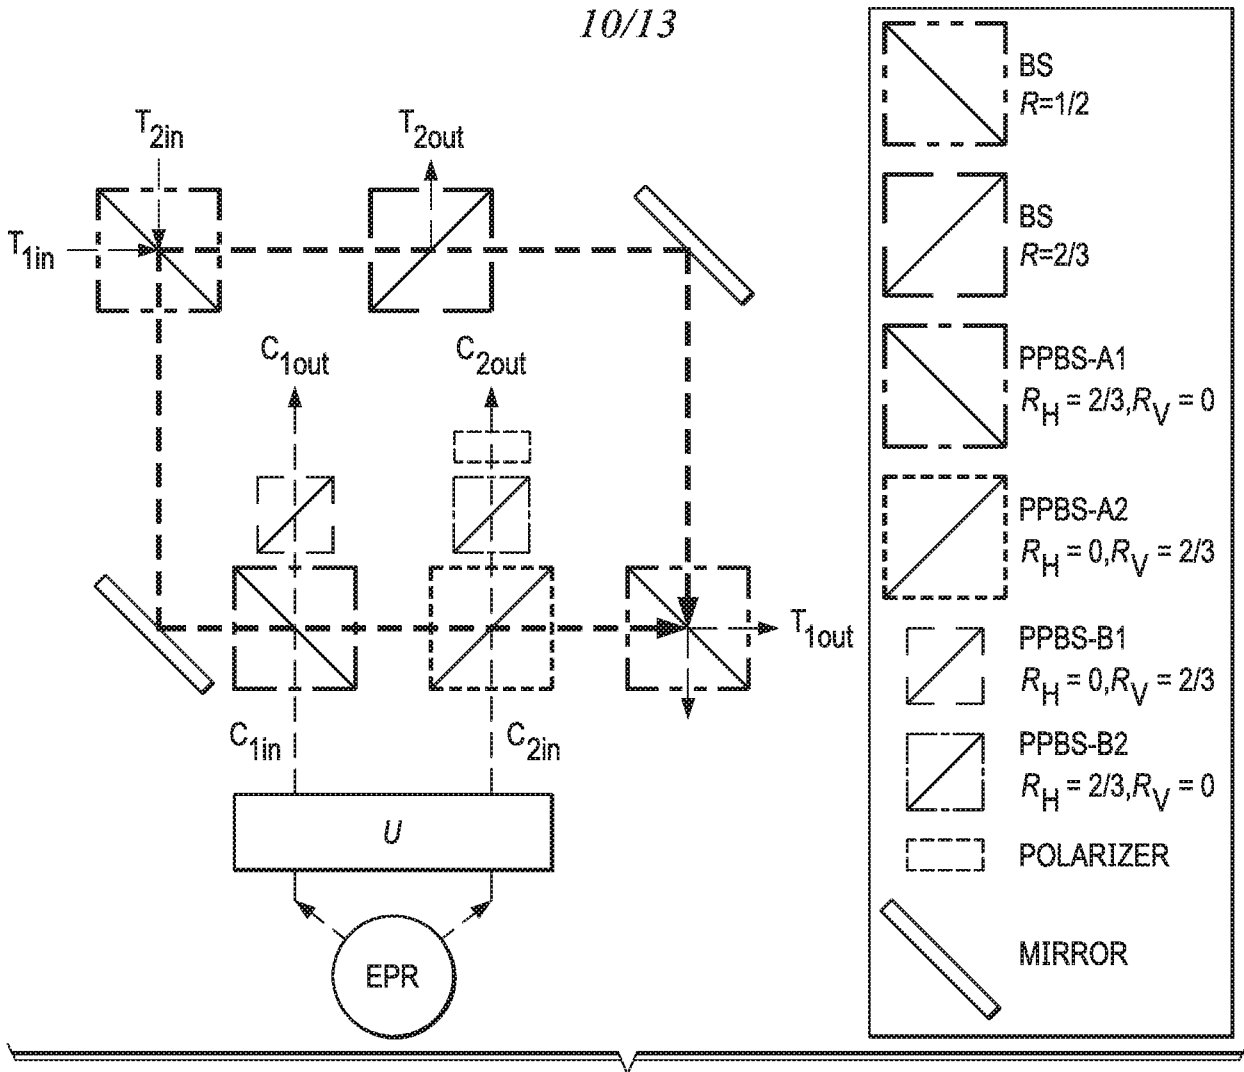 10/13
T2in
T2out
T1in
C1out
C2out
T1out
C1in
C2in
U
EPR
BS
R=1/2
BS
R=2/3
PPBS-A1
RH = 2/3,RV = 0
PPBS-A2
RH = 0,RV = 2/3
PPBS-B1
RH = 0,RV = 2/3
PPBS-B2
RH = 2/3,RV = 0
POLARIZER
MIRROR